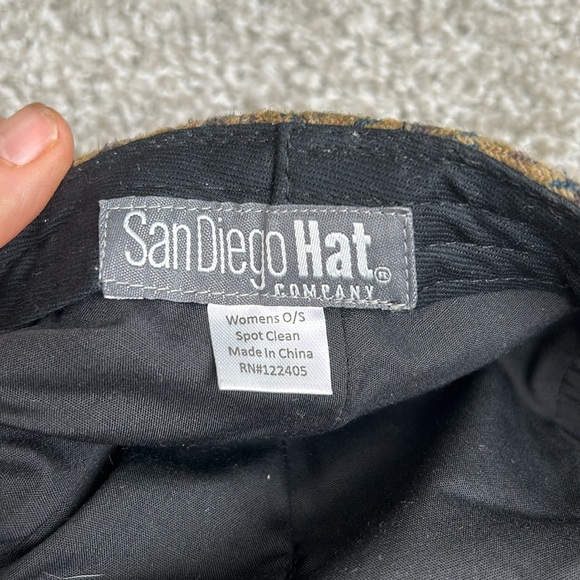 San Diego Hat®
COMPANY
Womens O/S
Spot Clean
Made In China
RN#122405